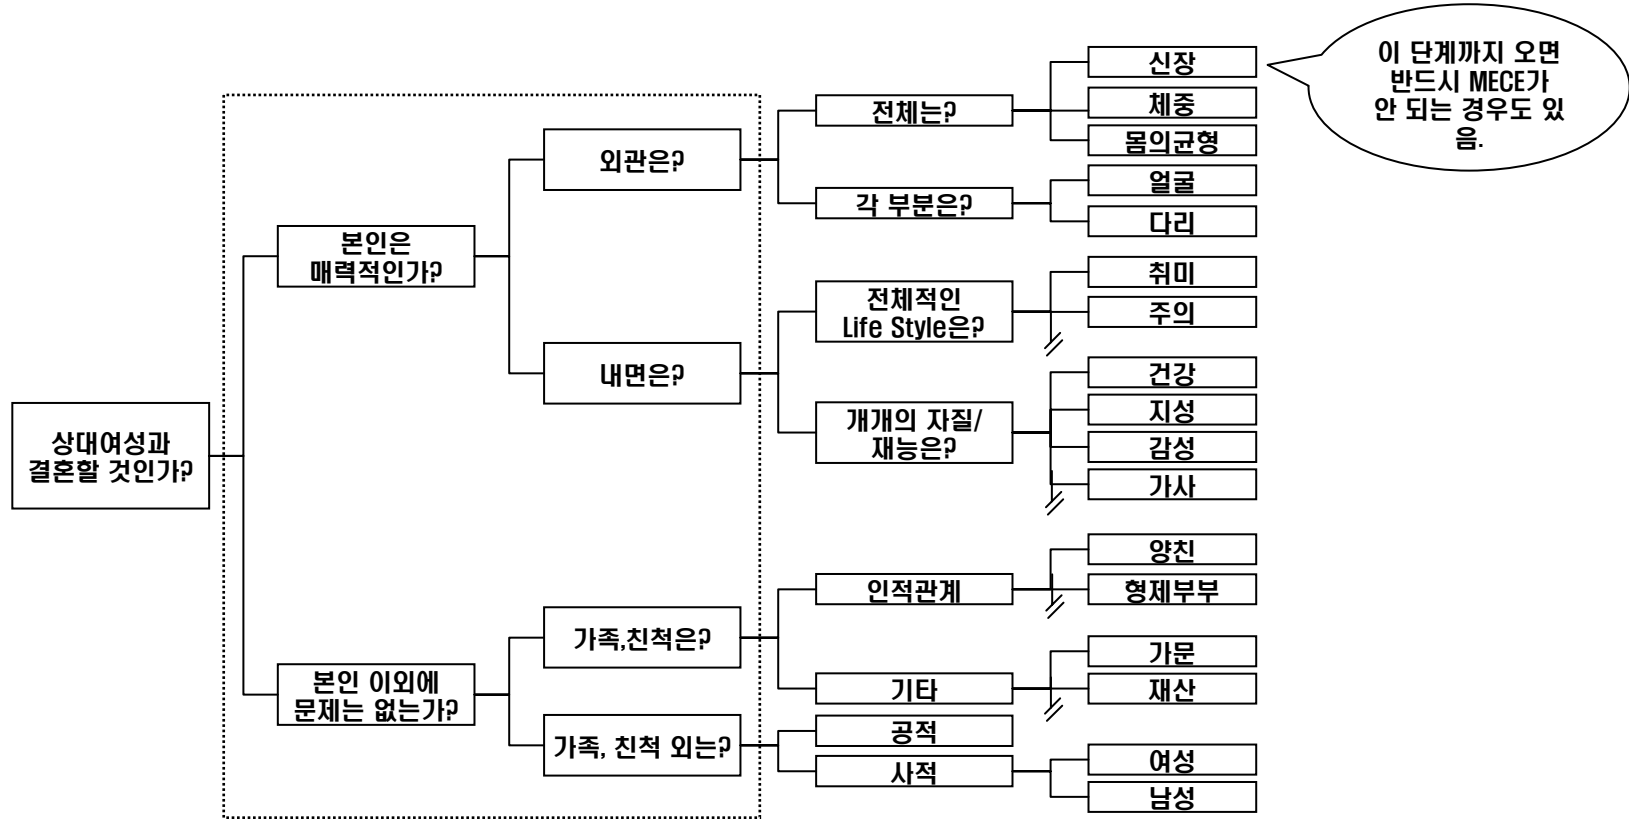 상대여성과
결혼할 것인가?
본인은
매력적인가?
본인 이외에
문제는 없는가?
외관은?
내면은?
가족,친척은?
가족, 친척 외는?
전체는?
각 부분은?
전체적인
Life Style은?
개개의 자질/
재능은?
인적관계
기타
공적
사적
신장
체중
몸의균형
얼굴
다리
취미
주의
건강
지성
감성
가사
양친
형제부부
가문
재산
여성
남성
이 단계까지 오면
반드시 MECE가
안 되는 경우도 있
음.